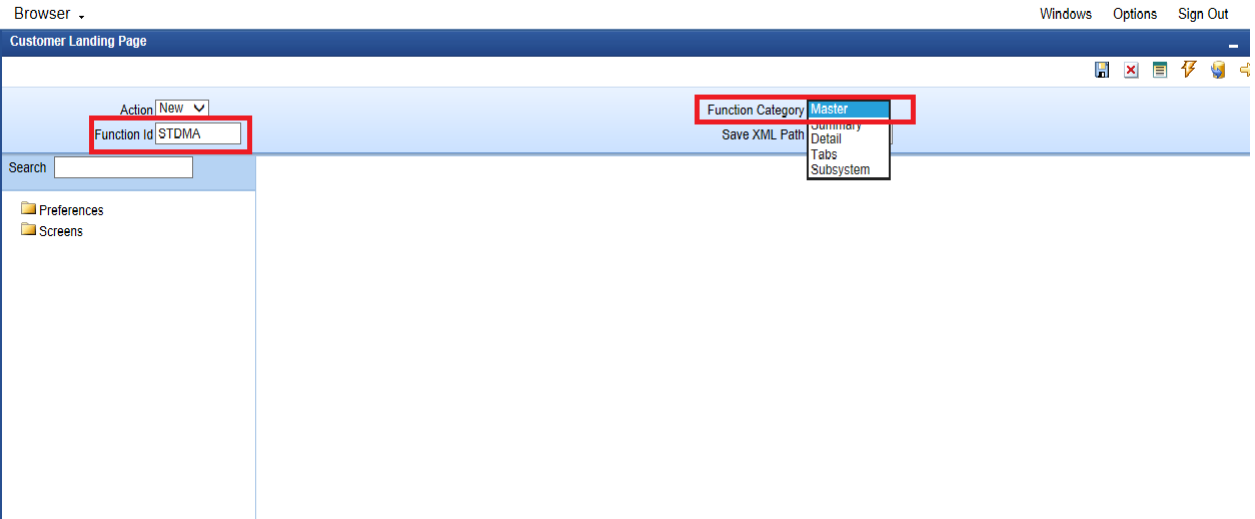 Browser
Windows Options Sign Out
Customer Landing Page
Action New
Function Category Master
Function Id STDMA
Summary
Save XML Path
Detail
Tabs
Subsystem
Search
Preferences
Screens